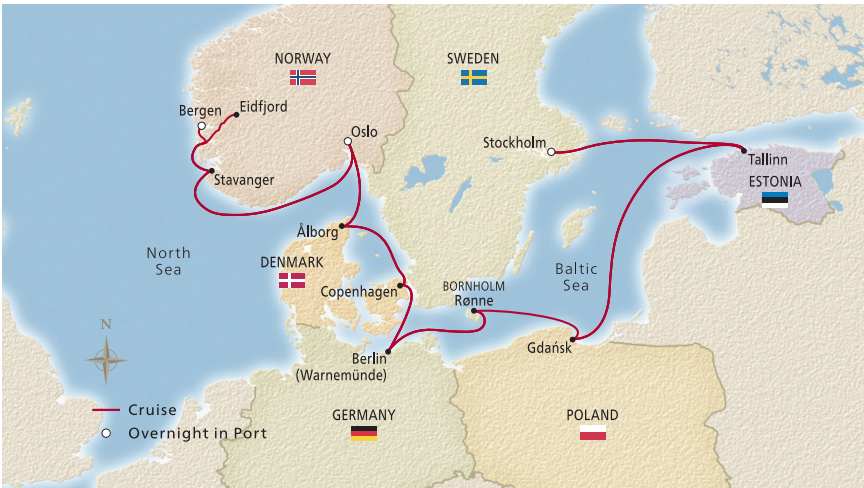 NORWAY
SWEDEN
Bergen
Eidfjord
Oslo
Stockholm
Tallinn
ESTONIA
Stavanger
Ålborg
North
Sea
DENMARK
Copenhagen
BORNHOLM
Rønne
Baltic
Sea
N
Gdańsk
Berlin
(Warnemünde)
Cruise
Overnight in Port
GERMANY
POLAND